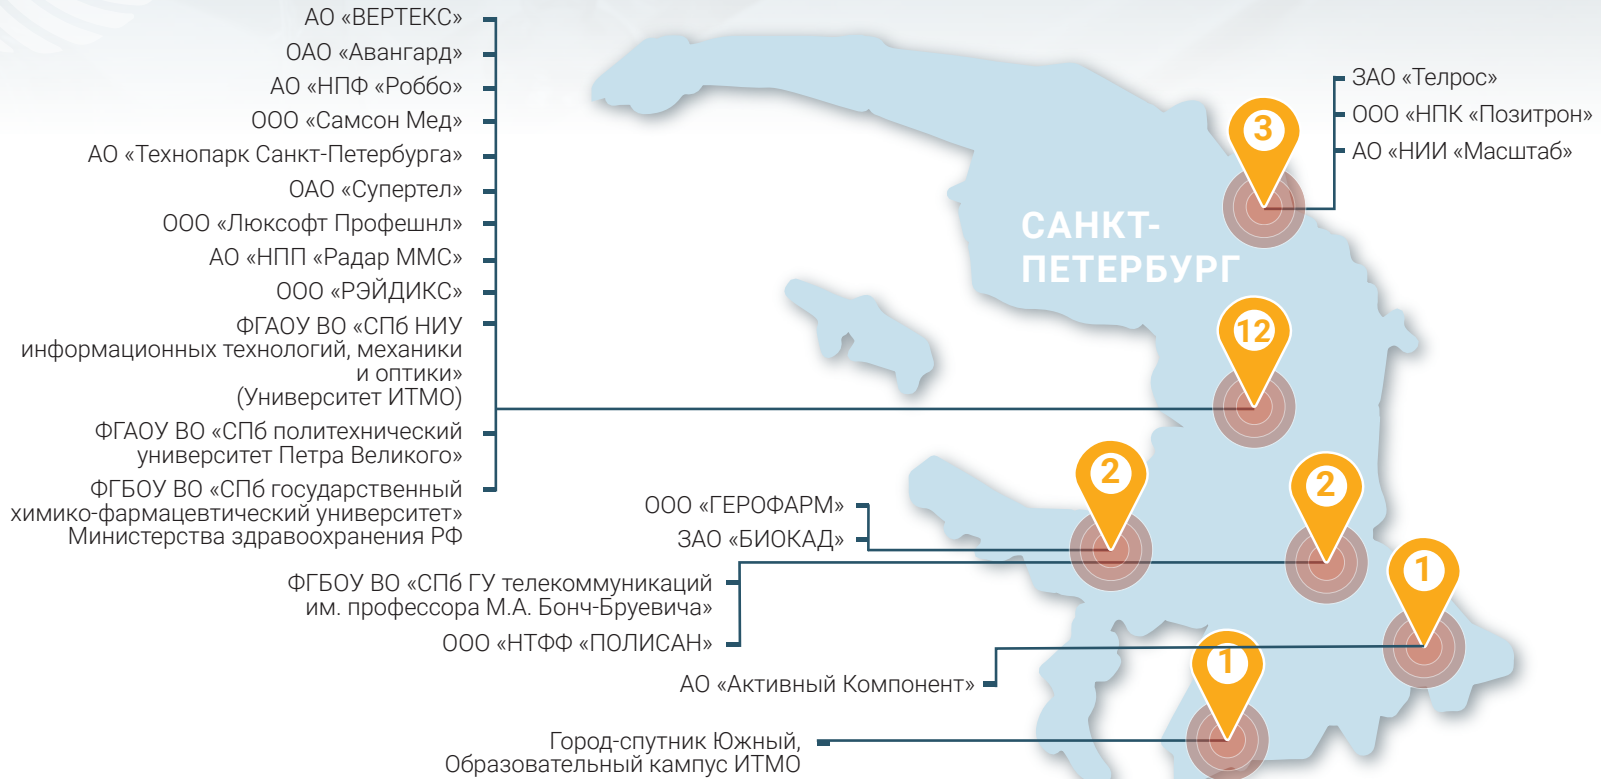 АО «ВЕРТЕКС»
ОАО «Авангард»
АО «НПФ «Роббо»
ООО «Самсон Мед»
АО «Технопарк Санкт-Петербурга»
ОАО «Супертел»
ООО «Люксофт Профешнл»
АО «НПП «Радар ММС»
ООО «РЭЙДИКС»
ФГАОУ ВО «СПб НИУ
информационных технологий, механики
и оптики»
(Университет ИТМО)
ФГАОУ ВО «СПб политехнический
университет Петра Великого»
ФГБОУ ВО «СПб государственный
химико-фармацевтический университет»
Министерства здравоохранения РФ
ЗАО «Телрос»
ООО «НПК «Позитрон»
АО «НИИ «Масштаб»
3
САНКТ-
ПЕТЕРБУРГ
12
2
2
1
1
ООО «ГЕРОФАРМ»
ЗАО «БИОКАД»
ФГБОУ ВО «СПб ГУ телекоммуникаций
им. профессора М.А. Бонч-Бруевича»
ООО «НТФФ «ПОЛИСАН»
АО «Активный Компонент»
Город-спутник Южный,
Образовательный кампус ИТМО